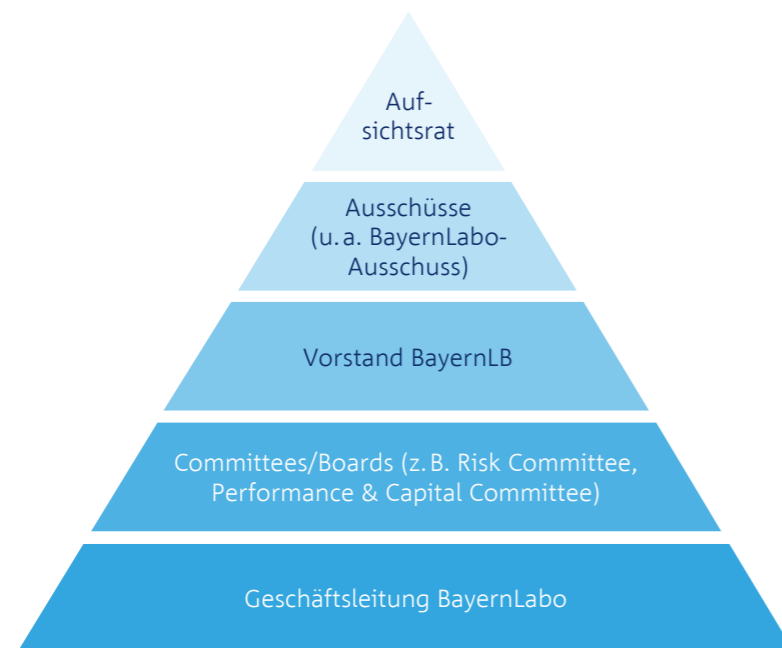 Auf-
sichtsrat
Ausschüsse
(u. a. BayernLabo-
Ausschuss)
Vorstand BayernLB
Committees/Boards (z. B. Risk Committee,
Performance & Capital Committee)
Geschäftsleitung BayernLabo